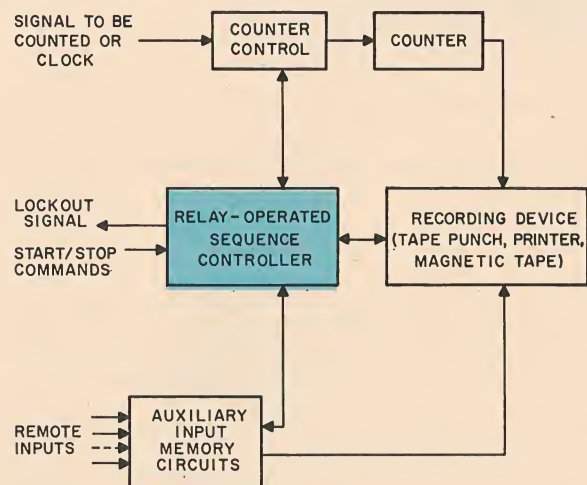 SIGNAL TO BE
COUNTED OR
CLOCK
COUNTER
CONTROL
COUNTER
LOCKOUT
SIGNAL
START/STOP
COMMANDS
RELAY-OPERATED
SEQUENCE
CONTROLLER
RECORDING DEVICE
(TAPE PUNCH, PRINTER,
MAGNETIC TAPE)
REMOTE
INPUTS
AUXILIARY
INPUT
MEMORY
CIRCUITS